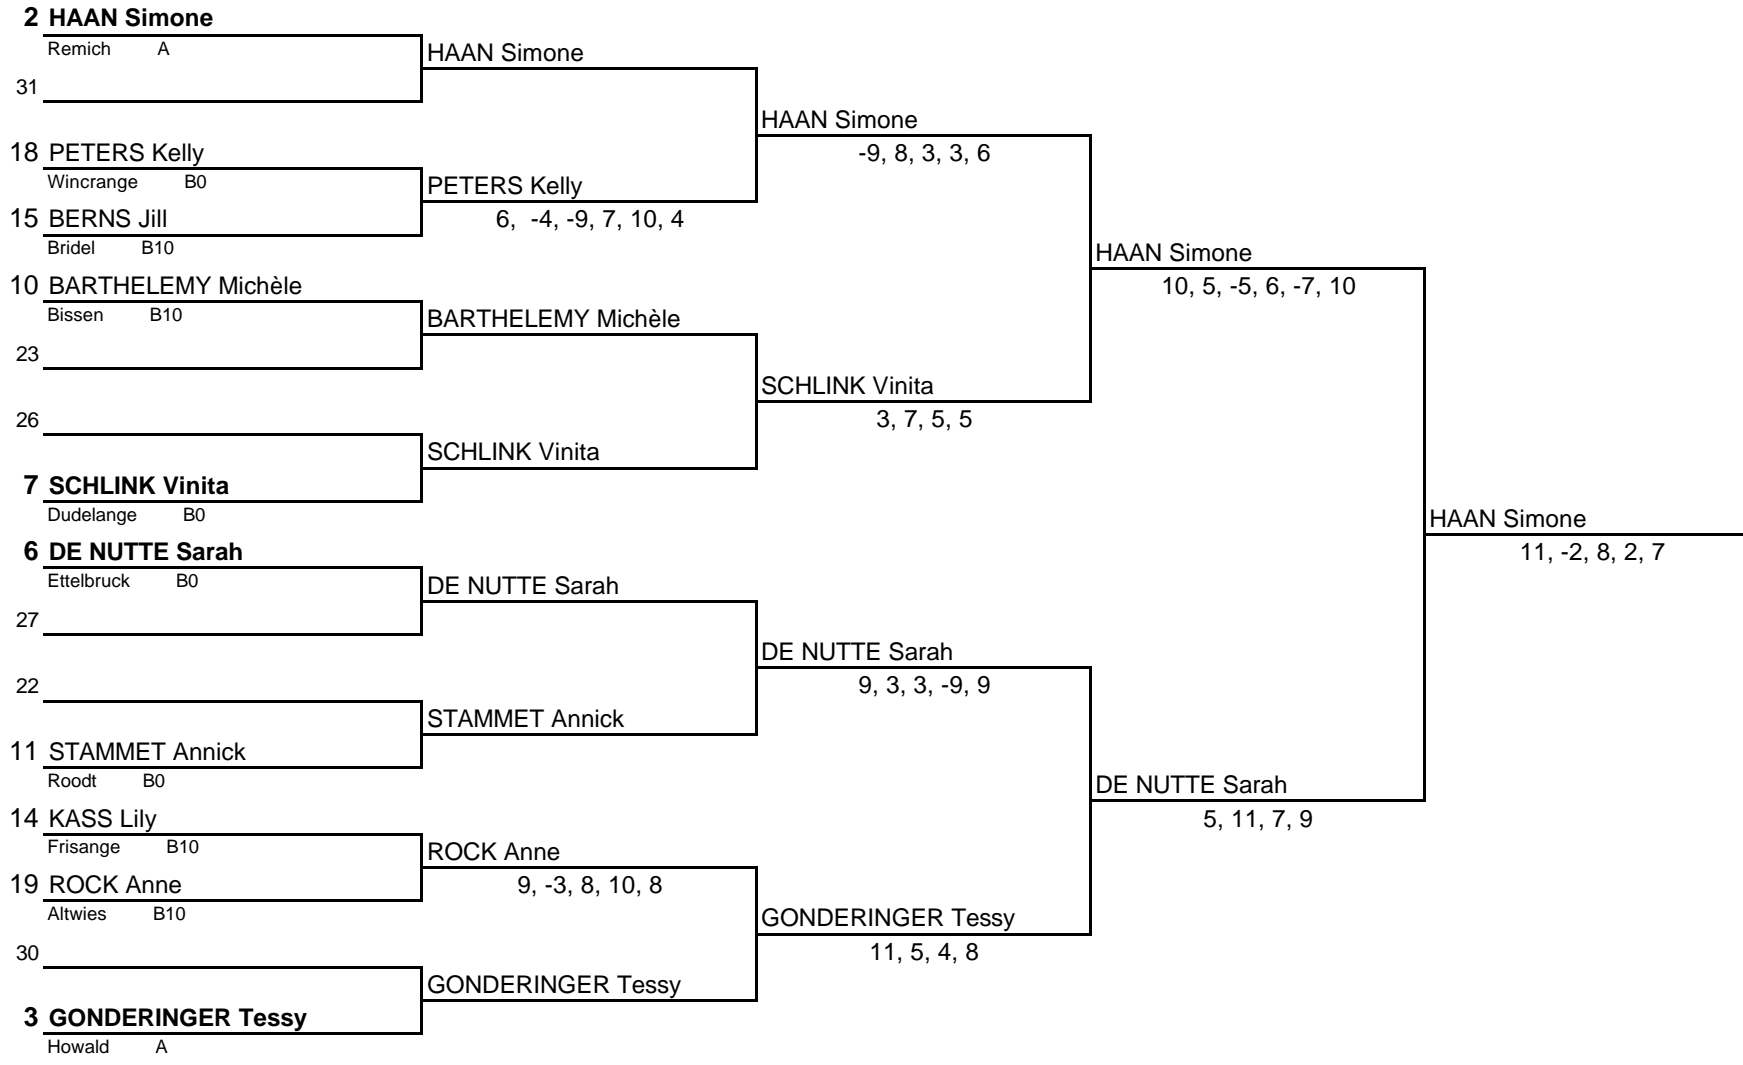 2 HAAN Simone
Remich A
31
18 PETERS Kelly
Wincrange B0
15 BERNS Jill
Bridel B10
10 BARTHELEMY Michèle
Bissen B10
23
26
7 SCHLINK Vinita
Dudelange B0
6 DE NUTTE Sarah
Ettelbruck B0
27
22
11 STAMMET Annick
Roodt B0
14 KASS Lily
Frisange B10
19 ROCK Anne
Altwies B10
30
3 GONDERINGER Tessy
Howald A
HAAN Simone
PETERS Kelly
6, -4, -9, 7, 10, 4
BARTHELEMY Michèle
SCHLINK Vinita
DE NUTTE Sarah
STAMMET Annick
ROCK Anne
9, -3, 8, 10, 8
GONDERINGER Tessy
HAAN Simone
-9, 8, 3, 3, 6
SCHLINK Vinita
3, 7, 5, 5
DE NUTTE Sarah
9, 3, 3, -9, 9
GONDERINGER Tessy
11, 5, 4, 8
HAAN Simone
10, 5, -5, 6, -7, 10
DE NUTTE Sarah
5, 11, 7, 9
HAAN Simone
11, -2, 8, 2, 7